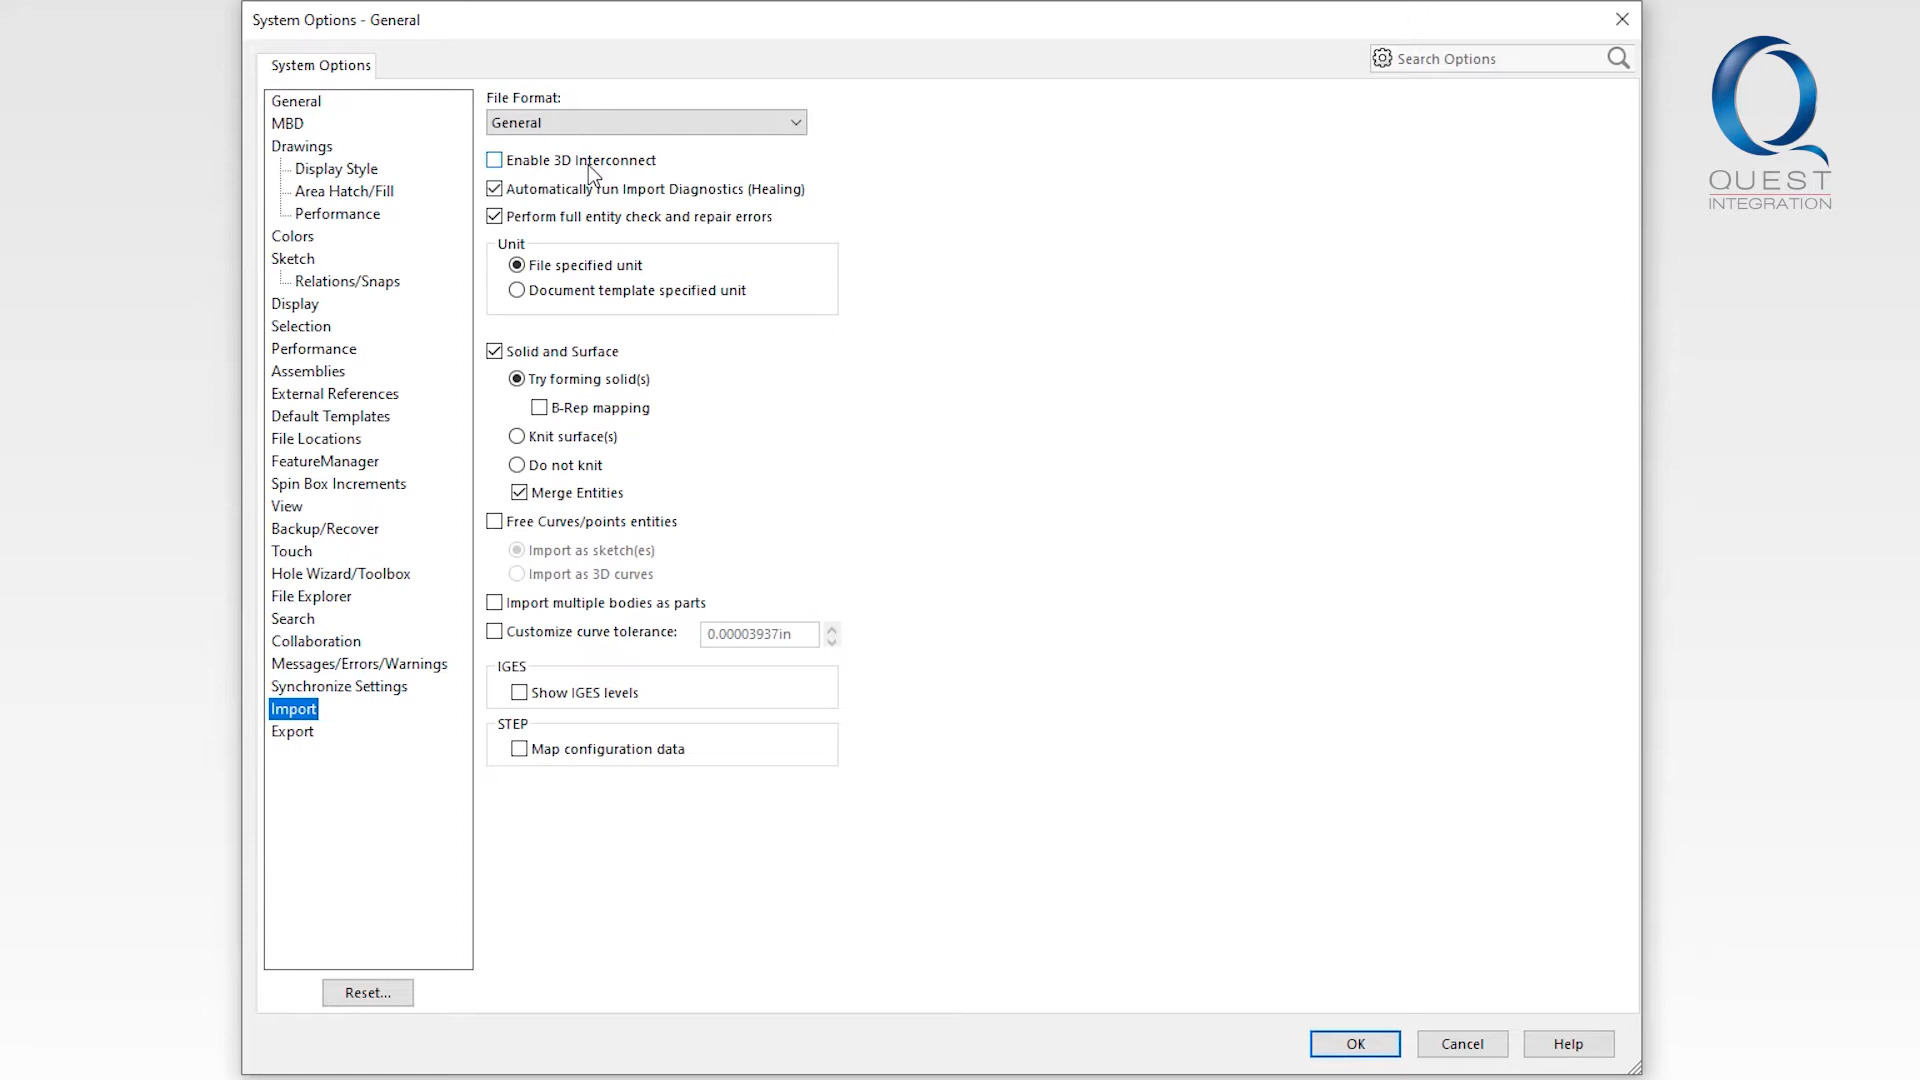 System Options - General
System Options
Search Options
General
MBD
Drawings
Display Style
Area Hatch/Fill
Performance
Colors
Sketch
Relations/Snaps
Display
Selection
Performance
Assemblies
External References
Default Templates
File Locations
FeatureManager
Spin Box Increments
View
Backup/Recover
Touch
Hole Wizard/Toolbox
File Explorer
Search
Collaboration
Messages/Errors/Warnings
Synchronize Settings
Import
Export
Reset...
File Format:
General
Enable 3D Interconnect
Automatically run Import Diagnostics (Healing)
Perform full entity check and repair errors
Unit
File specified unit
Document template specified unit
Solid and Surface
Try forming solid(s)
B-Rep mapping
Knit surface(s)
Do not knit
Merge Entities
Free Curves/points entities
Import as sketch(es)
Import as 3D curves
Import multiple bodies as parts
Customize curve tolerance: 0.00003937in
IGES
Show IGES levels
STEP
Map configuration data
OK Cancel Help
QUEST
INTEGRATION